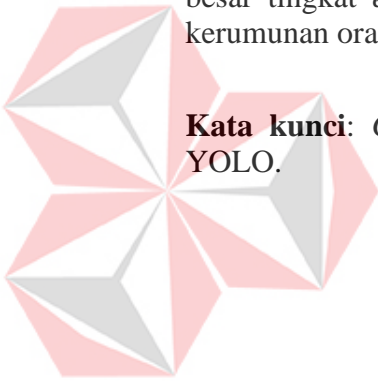 besar tingkat
kerumunan ora
Kata kunci:
YOLO.